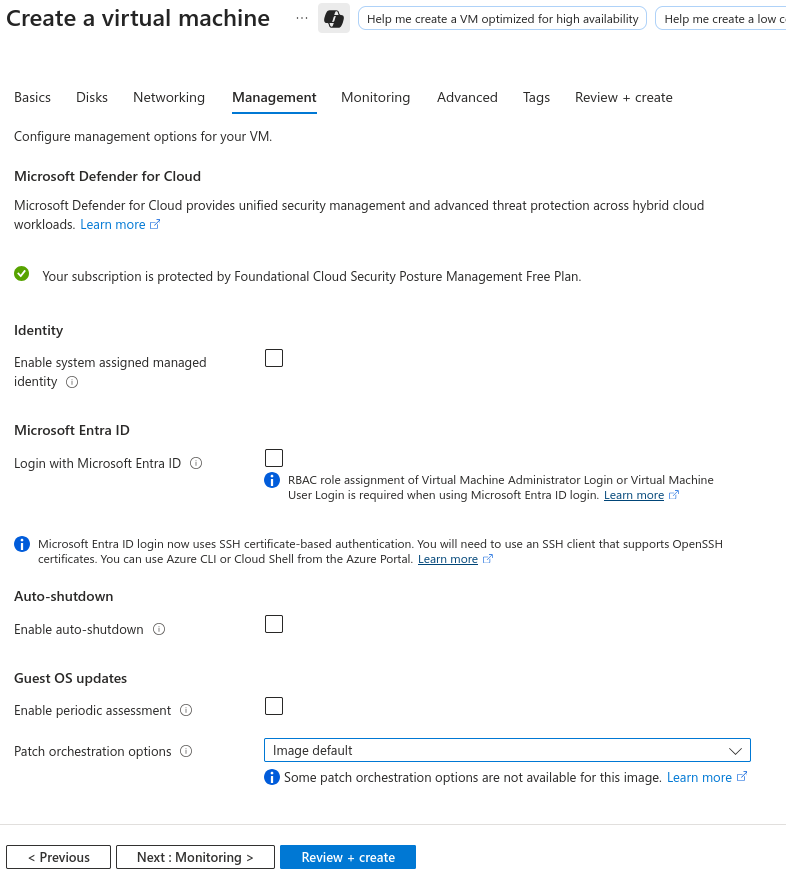 Create a virtual machine
Help me create a VM optimized for high availability
Help me create a low c
Basics Disks Networking Management Monitoring Advanced Tags Review + create
Configure management options for your VM.
Microsoft Defender for Cloud
Microsoft Defender for Cloud provides unified security management and advanced threat protection across hybrid cloud
workloads. Learn more
Your subscription is protected by Foundational Cloud Security Posture Management Free Plan.
Identity
Enable system assigned managed
identity
Microsoft Entra ID
Login with Microsoft Entra ID
RBAC role assignment of Virtual Machine Administrator Login or Virtual Machine
User Login is required when using Microsoft Entra ID login. Learn more
Microsoft Entra ID login now uses SSH certificate-based authentication. You will need to use an SSH client that supports OpenSSH
certificates. You can use Azure CLI or Cloud Shell from the Azure Portal. Learn more
Auto-shutdown
Enable auto-shutdown
Guest OS updates
Enable periodic assessment
Patch orchestration options
Image default
Some patch orchestration options are not available for this image. Learn more
< Previous
Next : Monitoring >
Review + create